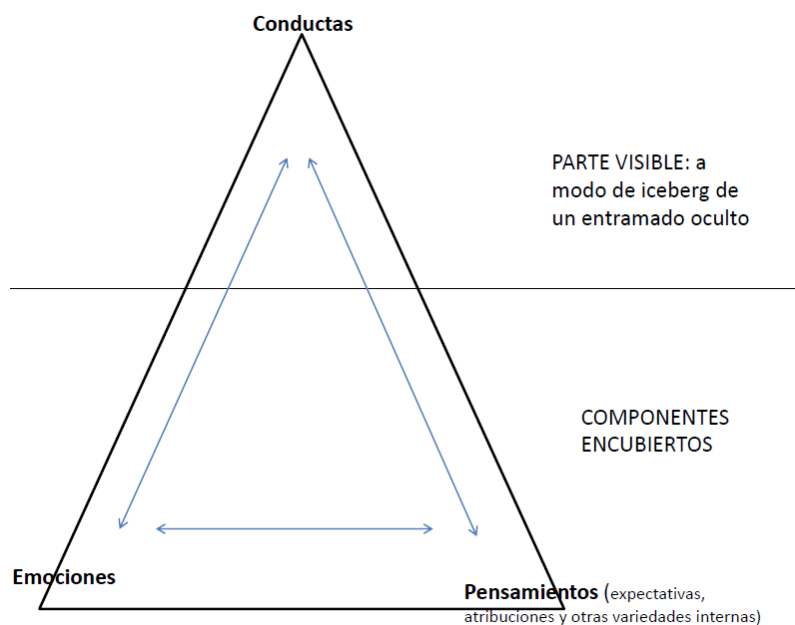 Conductas
PARTE VISIBLE: a
modo de iceberg de
un entramado oculto
COMPONENTES
ENCUBIERTOS
Emociones
Pensamientos (expectativas,
atribuciones y otras variedades internas)